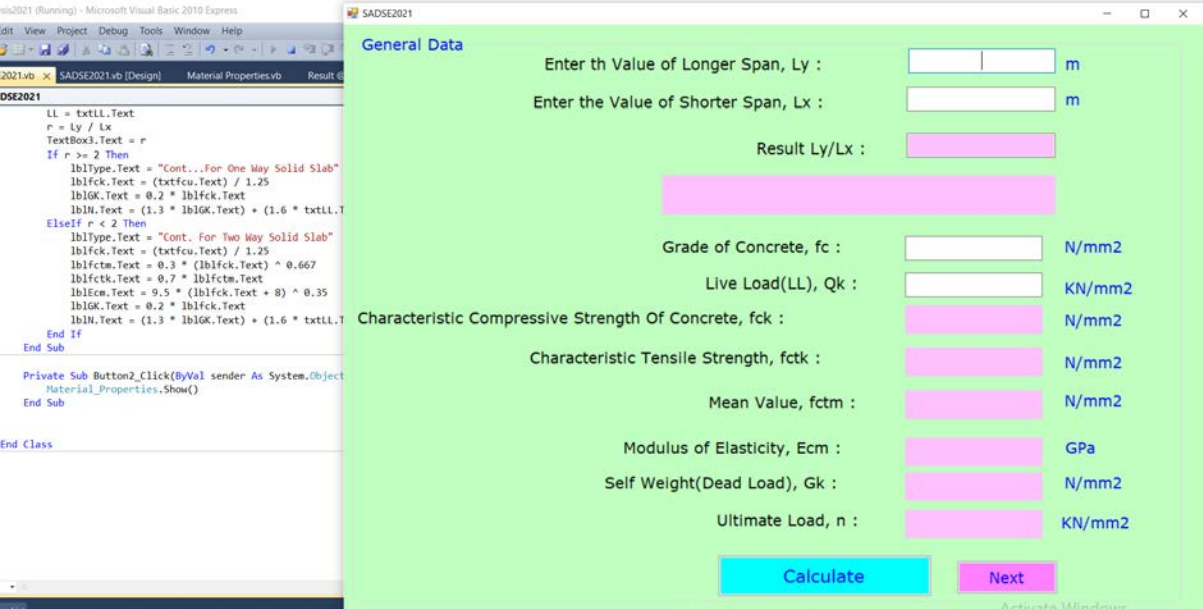 esis2021 (Running) - Microsoft Visual Basic 2010 Express
dit View Project Debug Tools Window Help
2021.vb x SADSE2021.vb [Design] Material Properties.vb Result
DSE2021
LL = txtLL.Text
r = Ly / Lx
TextBox3.Text = r
If r >= 2 Then
lblType.Text = "Cont...For One Way Solid Slab"
lblfck.Text = (txtfcu.Text) / 1.25
lblGK.Text = 0.2 * lblfck.Text
lblN.Text = (1.3 * lblGK.Text) + (1.6 * txtLL.T
ElseIf r < 2 Then
lblType.Text = "Cont. For Two Way Solid Slab"
lblfck.Text = (txtfcu.Text) / 1.25
lblfctm.Text = 0.3 * (lblfck.Text) ^ 0.667
lblfctk.Text = 0.7 * lblfctm.Text
lblEcm.Text = 9.5 * (lblfck.Text + 8) ^ 0.35
lblGK.Text = 0.2 * lblfck.Text
lblN.Text = (1.3 * lblGK.Text) + (1.6 * txtLL.T
End If
End Sub
Private Sub Button2_Click(ByVal sender As System.Object
Material_Properties.Show()
End Sub
End Class
SADSE2021
General Data
Enter th Value of Longer Span, Ly : m
Enter the Value of Shorter Span, Lx : m
Result Ly/Lx :
Grade of Concrete, fc : N/mm2
Live Load(LL), Qk : KN/mm2
Characteristic Compressive Strength Of Concrete, fck : N/mm2
Characteristic Tensile Strength, fctk : N/mm2
Mean Value, fctm : N/mm2
Modulus of Elasticity, Ecm : GPa
Self Weight(Dead Load), Gk : N/mm2
Ultimate Load, n : KN/mm2
Calculate Next
Activate Windows